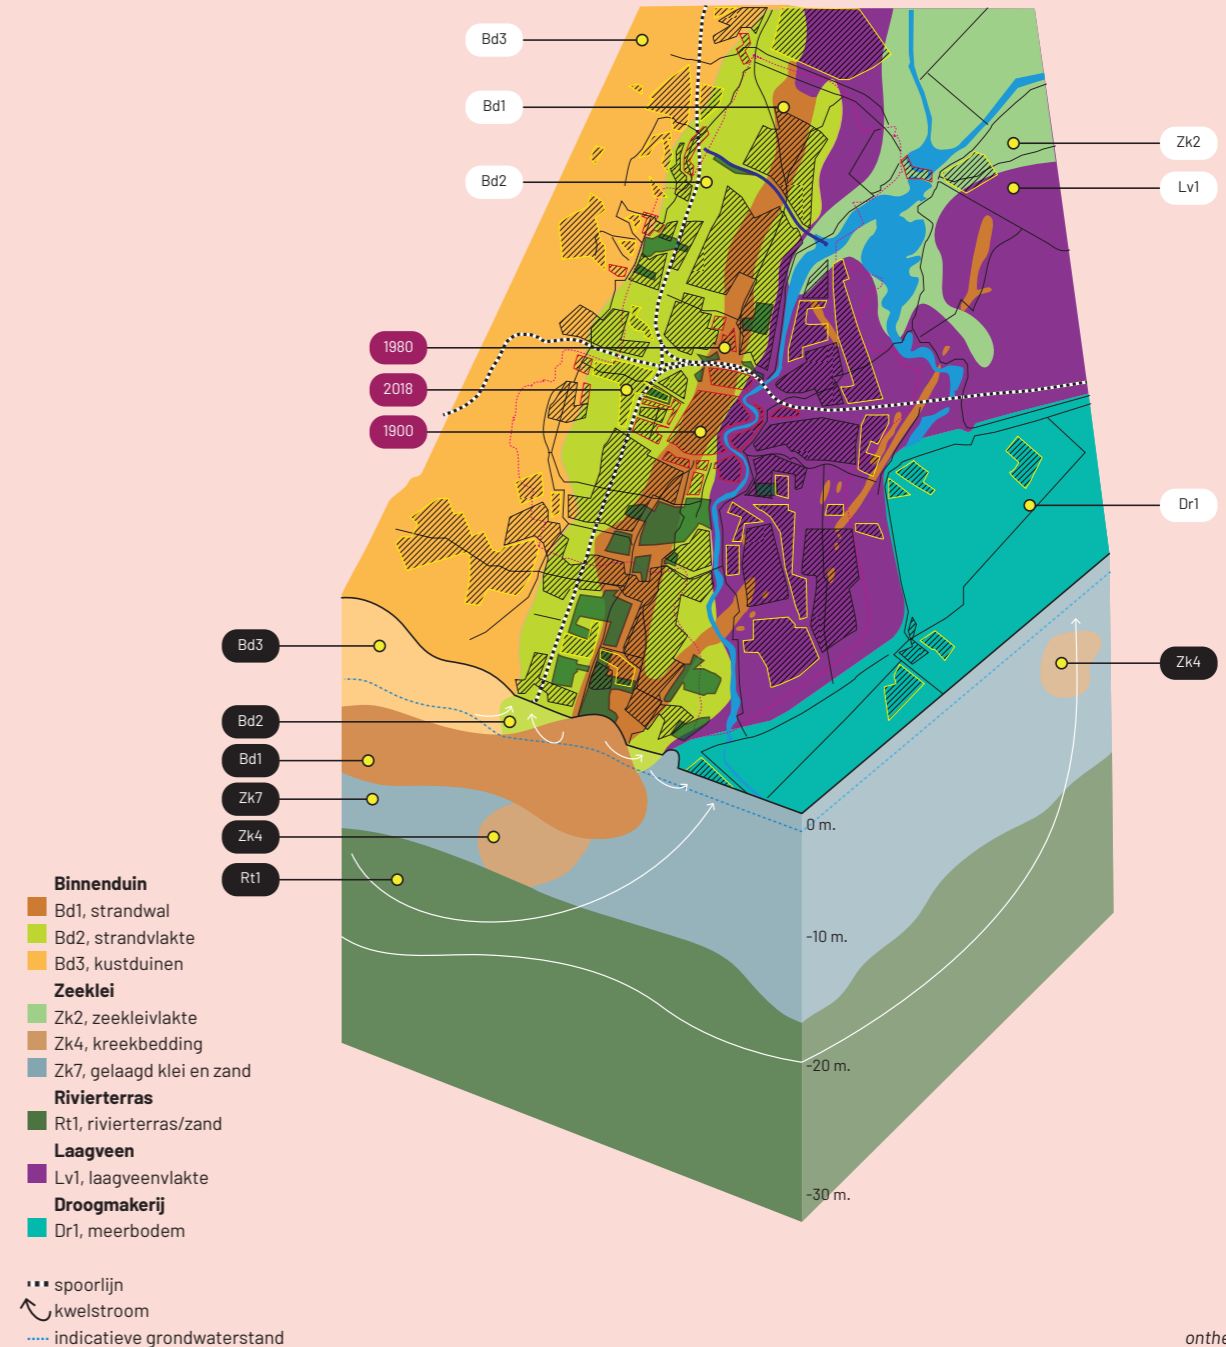 Bd3
Bd1
Bd2
Zk2
Lv1
1980
2018
1900
Dr1
Bd3
Zk4
Bd2
Bd1
Zk7
Zk4
Rt1
0 m.
-10 m.
-20 m.
-30 m.
Binnenduin
Bd1, strandwal
Bd2, strandvlakte
Bd3, kustduinen
Zeeklei
Zk2, zeekleivlakte
Zk4, kreekbedding
Zk7, gelaagd klei en zand
Rivierterras
Rt1, rivierterras/zand
Laagveen
Lv1, laagveenvlakte
Droogmakerij
Dr1, meerbodem
spoorlijn
kwelstroom
indicatieve grondwaterstand
onthe